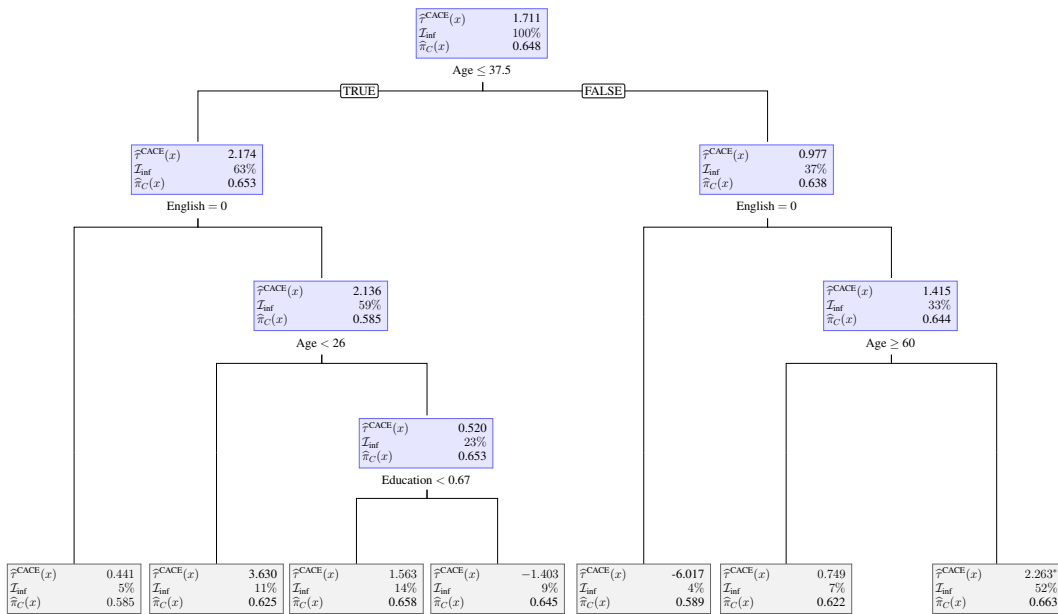 τ̂^CACE(x) 1.711
𝓘_inf 100%
π̂_C(x) 0.648
Age ≤ 37.5
TRUE FALSE
τ̂^CACE(x) 2.174
𝓘_inf 63%
π̂_C(x) 0.653
English = 0
τ̂^CACE(x) 0.977
𝓘_inf 37%
π̂_C(x) 0.638
English = 0
τ̂^CACE(x) 2.136
𝓘_inf 59%
π̂_C(x) 0.585
Age < 26
τ̂^CACE(x) 1.415
𝓘_inf 33%
π̂_C(x) 0.644
Age ≥ 60
τ̂^CACE(x) 0.520
𝓘_inf 23%
π̂_C(x) 0.653
Education < 0.67
τ̂^CACE(x) 0.441
𝓘_inf 5%
π̂_C(x) 0.585
τ̂^CACE(x) 3.630
𝓘_inf 11%
π̂_C(x) 0.625
τ̂^CACE(x) 1.563
𝓘_inf 14%
π̂_C(x) 0.658
τ̂^CACE(x) −1.403
𝓘_inf 9%
π̂_C(x) 0.645
τ̂^CACE(x) -6.017
𝓘_inf 4%
π̂_C(x) 0.589
τ̂^CACE(x) 0.749
𝓘_inf 7%
π̂_C(x) 0.622
τ̂^CACE(x) 2.263*
𝓘_inf 52%
π̂_C(x) 0.663